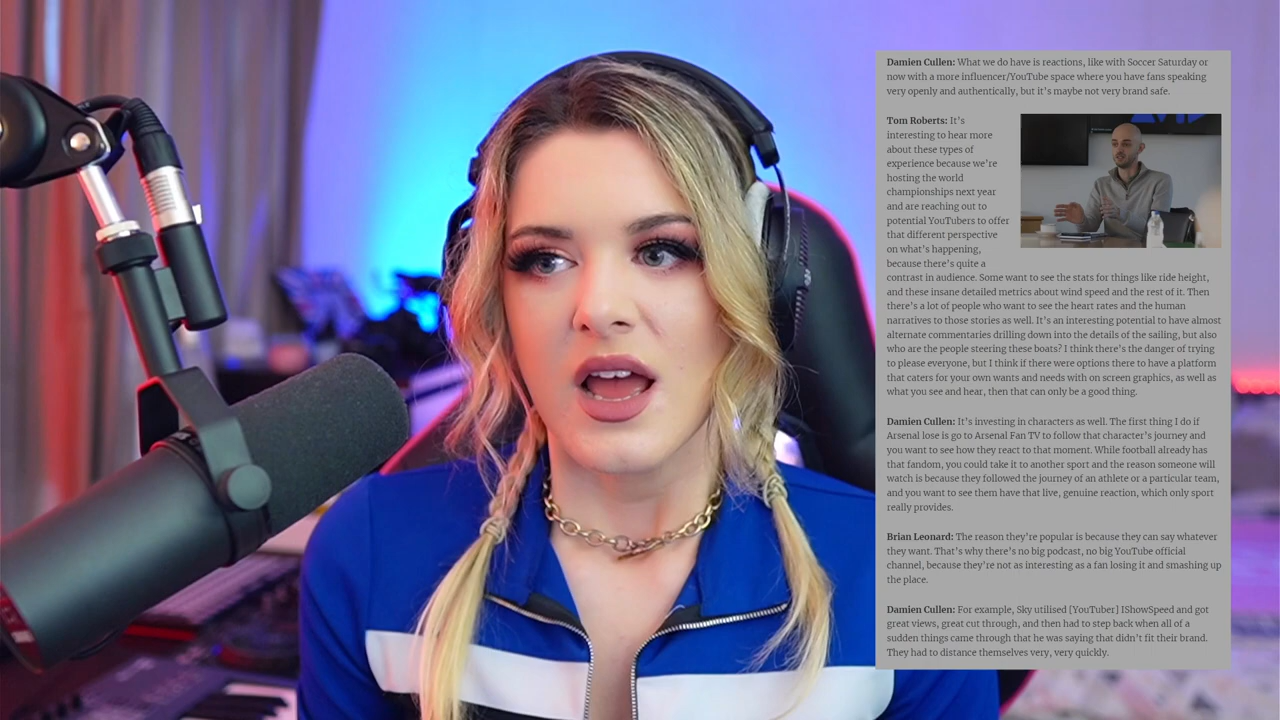 Damien Cullen: What we do have is reactions, like with Soccer Saturday or
now with a more influencer/YouTube space where you have fans speaking
very openly and authentically, but it's maybe not very brand safe.
Tom Roberts: It's
interesting to hear more
about these types of
experience because we're
hosting the world
championships next year
and are reaching out to
potential YouTubers to offer
that different perspective
on what's happening,
because there's quite a
contrast in audience. Some want to see the stats for things like ride height,
and these insane detailed metrics about wind speed and the rest of it. Then
there's a lot of people who want to see the heart rates and the human
narratives to those stories as well. It's an interesting potential to have almost
alternate commentaries drilling down into the details of the sailing, but also
who are the people steering these boats? I think there's the danger of trying
to please everyone, but I think if there were options there to have a platform
that caters for your own wants and needs with on screen graphics, as well as
what you see and hear, then that can only be a good thing.
Damien Cullen: It's investing in characters as well. The first thing I do if
Arsenal lose is go to Arsenal Fan TV to follow that character's journey and
you want to see how they react to that moment. While football already has
that fandom, you could take it to another sport and the reason someone will
watch is because they followed the journey of an athlete or a particular team,
and you want to see them have that live, genuine reaction, which only sport
really provides.
Brian Leonard: The reason they're popular is because they can say whatever
they want. That's why there's no big podcast, no big YouTube official
channel, because they're not as interesting as a fan losing it and smashing up
the place.
Damien Cullen: For example, Sky utilised [YouTuber] IShowSpeed and got
great views, great cut through, and then had to step back when all of a
sudden things came through that he was saying that didn't fit their brand.
They had to distance themselves very, very quickly.